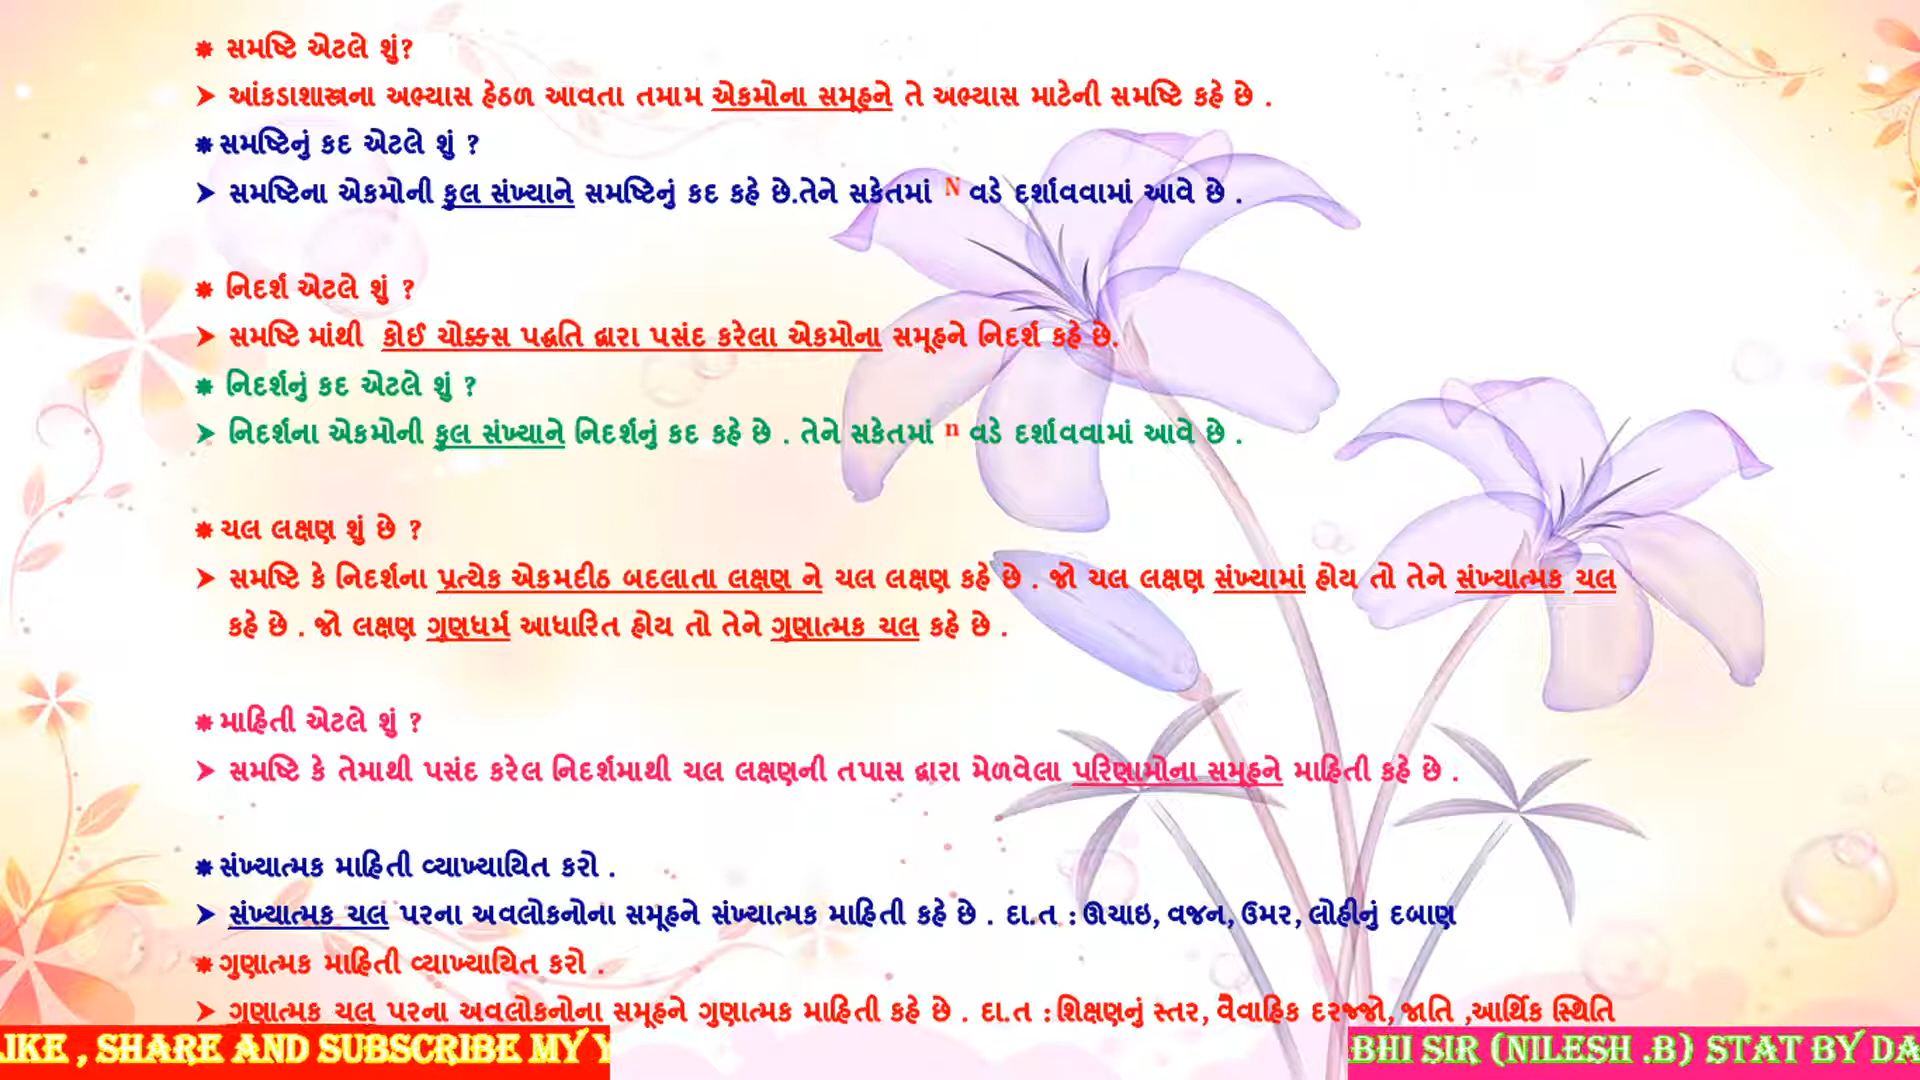 ⁕ સમષ્ટિ એટલે શું?
➤ આંકડાશાસ્ત્રના અભ્યાસ હેઠળ આવતા તમામ એકમોના સમૂહને તે અભ્યાસ માટેની સમષ્ટિ કહે છે .
⁕ સમષ્ટિનું કદ એટલે શું ?
➤ સમષ્ટિના એકમોની કુલ સંખ્યાને સમષ્ટિનું કદ કહે છે.તેને સકેતમાં N વડે દર્શાવવામાં આવે છે .
⁕ નિદર્શ એટલે શું ?
➤ સમષ્ટિ માંથી કોઈ ચોક્કસ પદ્ધતિ દ્વારા પસંદ કરેલા એકમોના સમૂહને નિદર્શ કહે છે.
⁕ નિદર્શનું કદ એટલે શું ?
➤ નિદર્શના એકમોની કુલ સંખ્યાને નિદર્શનું કદ કહે છે . તેને સકેતમાં n વડે દર્શાવવામાં આવે છે .
⁕ ચલ લક્ષણ શું છે ?
➤ સમષ્ટિ કે નિદર્શના પ્રત્યેક એકમદીઠ બદલાતા લક્ષણ ને ચલ લક્ષણ કહે છે . જો ચલ લક્ષણ સંખ્યામાં હોય તો તેને સંખ્યાત્મક ચલ
કહે છે . જો લક્ષણ ગુણધર્મ આધારિત હોય તો તેને ગુણાત્મક ચલ કહે છે .
⁕ માહિતી એટલે શું ?
➤ સમષ્ટિ કે તેમાથી પસંદ કરેલ નિદર્શમાથી ચલ લક્ષણની તપાસ દ્વારા મેળવેલા પરિણામોના સમૂહને માહિતી કહે છે .
⁕ સંખ્યાત્મક માહિતી વ્યાખ્યાયિત કરો .
➤ સંખ્યાત્મક ચલ પરના અવલોકનોના સમૂહને સંખ્યાત્મક માહિતી કહે છે . દા.ત : ઊચાઇ, વજન, ઉમર, લોહીનું દબાણ
⁕ ગુણાત્મક માહિતી વ્યાખ્યાયિત કરો .
➤ ગુણાત્મક ચલ પરના અવલોકનોના સમૂહને ગુણાત્મક માહિતી કહે છે . દા.ત : શિક્ષણનું સ્તર, વૈવાહિક દરજ્જો, જાતિ ,આર્થિક સ્થિતિ
LIKE , SHARE AND SUBSCRIBE MY Y
BHI SIR (NILESH .B) STAT BY DA